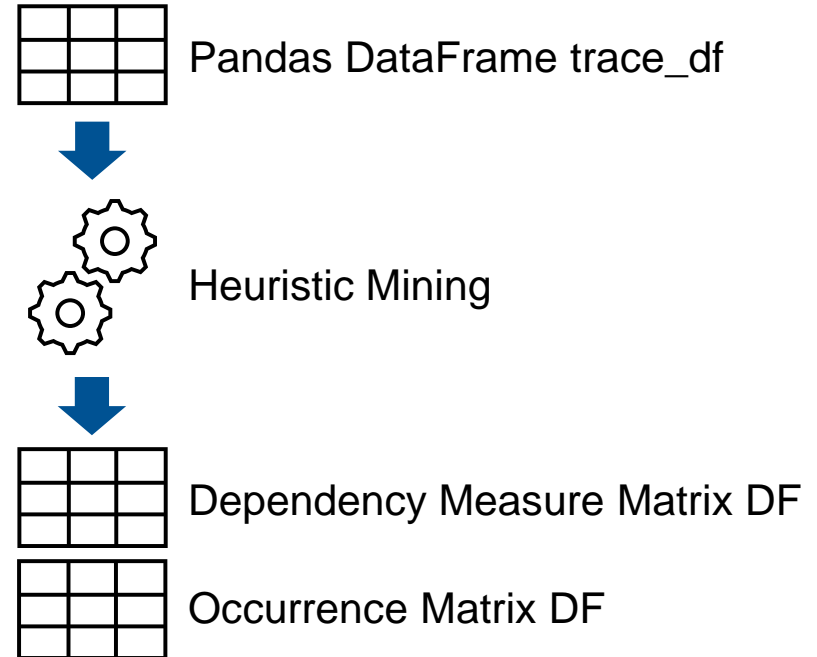 Pandas DataFrame trace_df
Heuristic Mining
Dependency Measure Matrix DF
Occurrence Matrix DF